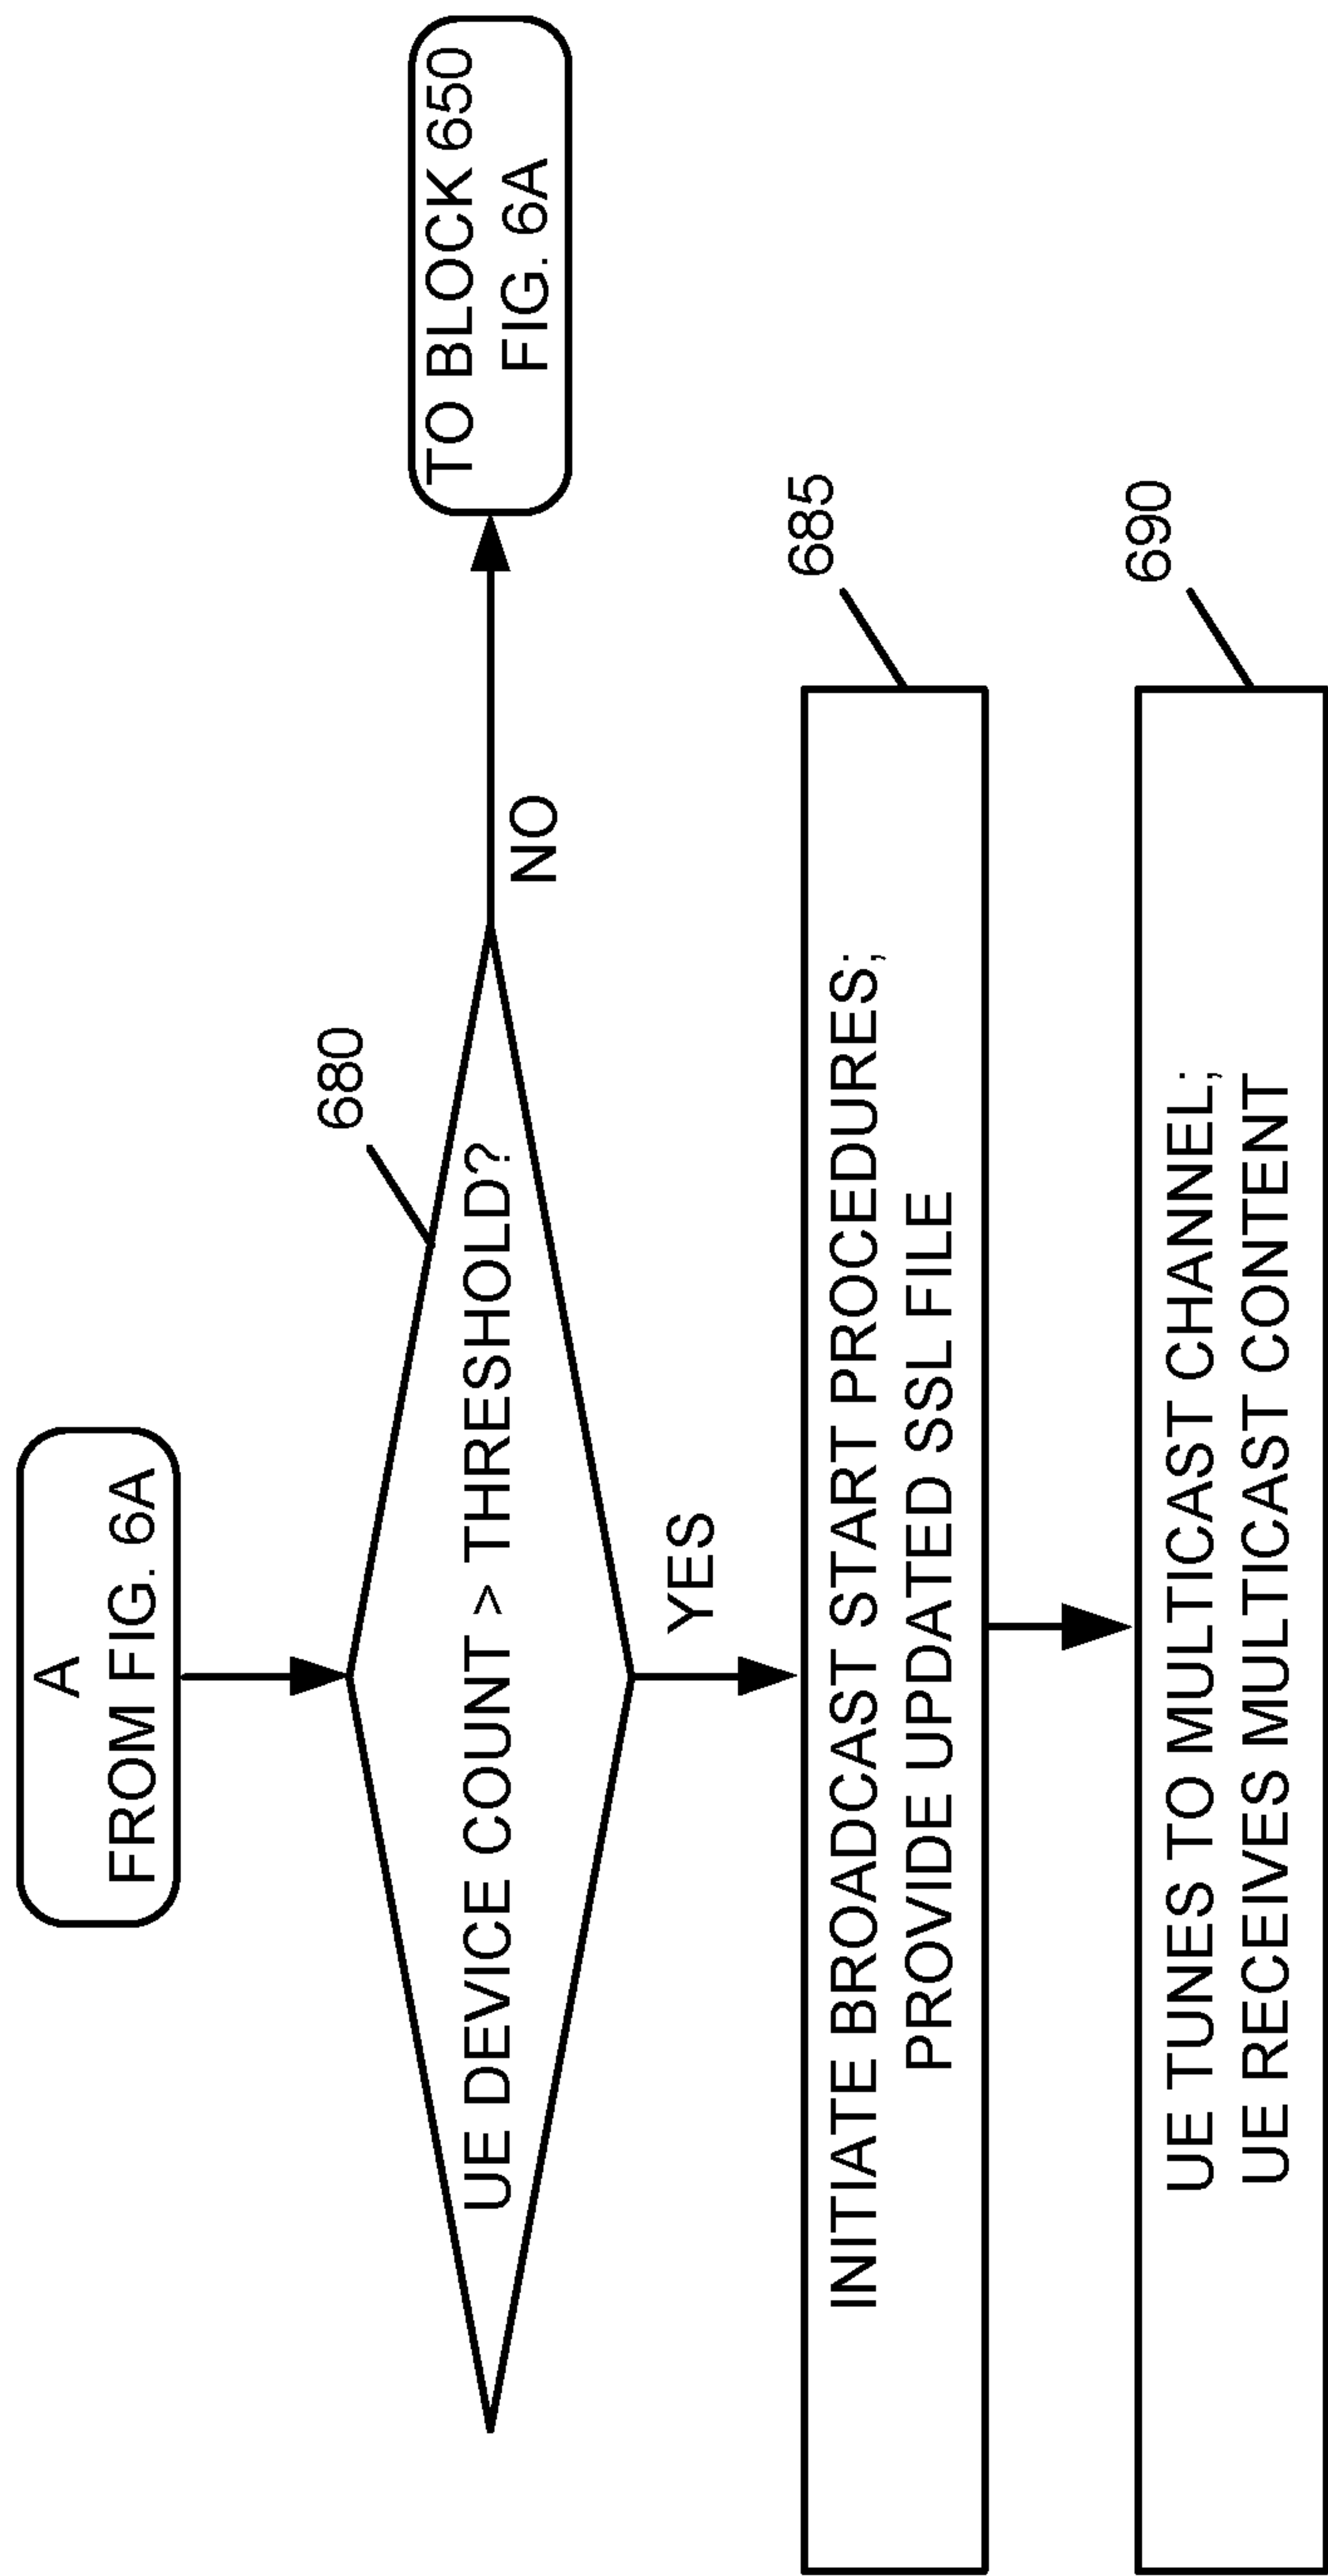 A
FROM FIG. 6A
680
UE DEVICE COUNT > THRESHOLD?
NO
TO BLOCK 650
FIG. 6A
YES
685
INITIATE BROADCAST START PROCEDURES;
PROVIDE UPDATED SSL FILE
690
UE TUNES TO MULTICAST CHANNEL;
UE RECEIVES MULTICAST CONTENT